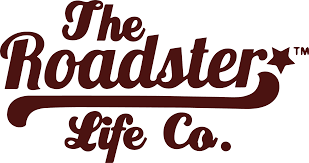 The
Roadster™
Life Co.